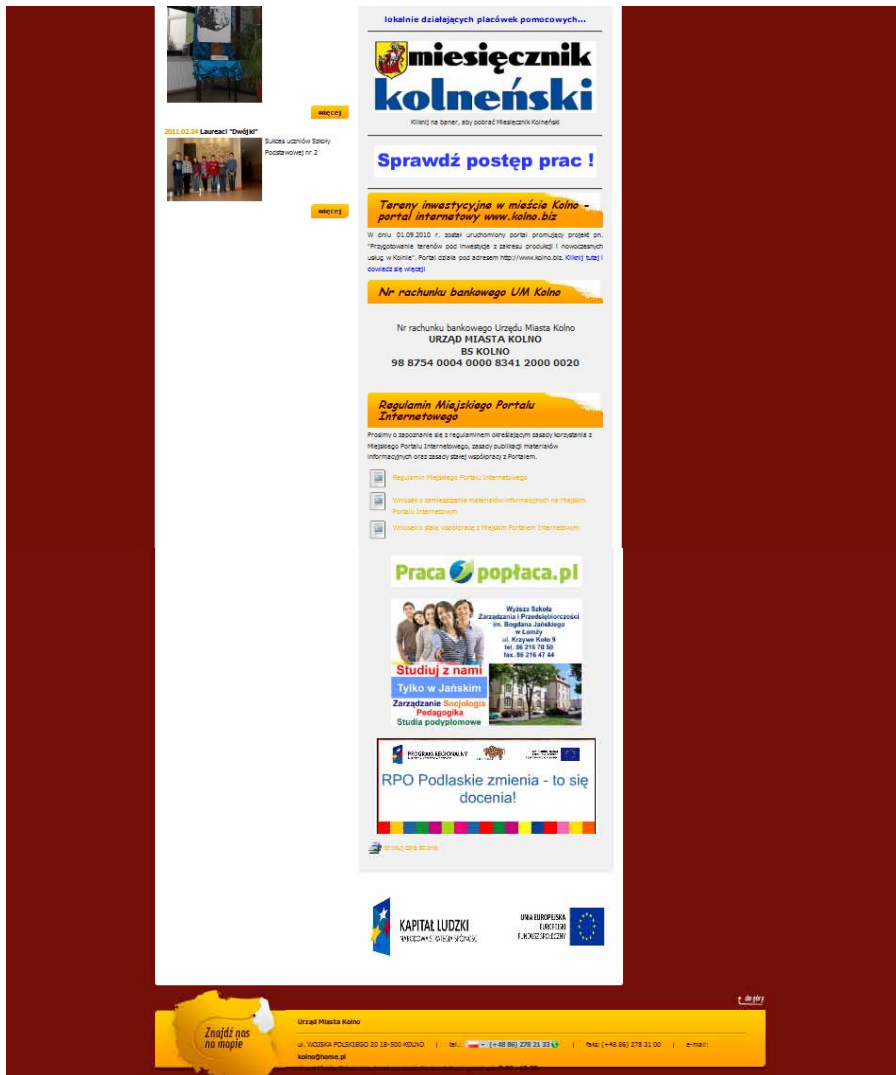 więcej
2011.02.24 Laureaci "Dwójki"
Sukces uczniów Szkoły
Podstawowej nr 2
więcej
lokalnie działających placówek pomocowych...
miesięcznik
kolneński
Kliknij na baner, aby pobrać Miesięcznik Kolneński
Sprawdź postęp prac !
Tereny inwestycyjne w mieście Kolno -
portal internetowy www.kolno.biz
W dniu 01.09.2010 r. został uruchomiony portal promujący projekt pn.
"Przygotowanie terenów pod inwestycje z zakresu produkcji i nowoczesnych
usług w Kolnie". Portal działa pod adresem http://www.kolno.biz. Kliknij tutaj i
dowiedz się więcej!
Nr rachunku bankowego UM Kolno
Nr rachunku bankowego Urzędu Miasta Kolno
URZĄD MIASTA KOLNO
BS KOLNO
98 8754 0004 0000 8341 2000 0020
Regulamin Miejskiego Portalu
Internetowego
Prosimy o zapoznanie się z regulaminem określającym zasady korzystania z
Miejskiego Portalu Internetowego, zasady publikacji materiałów
informacyjnych oraz zasady stałej współpracy z Portalem.
Regulamin Miejskiego Portalu Internetowego
Wniosek o zamieszczenie materiałów informacyjnych na Miejskim
Portalu Internetowym
Wniosek o stałą współpracę z Miejskim Portalem Internetowym
Praca popłaca.pl
Wyższa Szkoła
Zarządzania i Przedsiębiorczości
im. Bogdana Jańskiego
w Łomży
ul. Krzywe Koło 9
tel. 86 216 70 50
fax. 86 216 47 44
Studiuj z nami
Tylko w Jańskim
Zarządzanie Socjologia
Pedagogika
Studia podyplomowe
PROGRAM REGIONALNY
RPO Podlaskie zmienia - to się
docenia!
Drukuj całą stronę
KAPITAŁ LUDZKI
NARODOWA STRATEGIA SPÓJNOŚCI
UNIA EUROPEJSKA
EUROPEJSKI
FUNDUSZ SPOŁECZNY
do góry
Znajdź nas
na mapie
Urząd Miasta Kolno
ul. WOJSKA POLSKIEGO 20 18-500 KOLNO | tel.: (+48 86) 278 21 33 | faks: (+48 86) 278 31 00 | e-mail:
kolno@home.pl